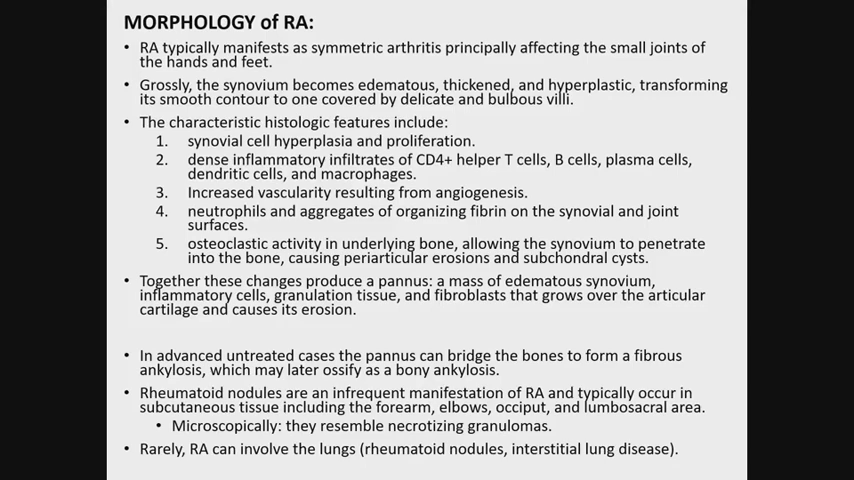 MORPHOLOGY of RA:
• RA typically manifests as symmetric arthritis principally affecting the small joints of
the hands and feet.
• Grossly, the synovium becomes edematous, thickened, and hyperplastic, transforming
its smooth contour to one covered by delicate and bulbous villi.
• The characteristic histologic features include:
1. synovial cell hyperplasia and proliferation.
2. dense inflammatory infiltrates of CD4+ helper T cells, B cells, plasma cells,
dendritic cells, and macrophages.
3. Increased vascularity resulting from angiogenesis.
4. neutrophils and aggregates of organizing fibrin on the synovial and joint
surfaces.
5. osteoclastic activity in underlying bone, allowing the synovium to penetrate
into the bone, causing periarticular erosions and subchondral cysts.
• Together these changes produce a pannus: a mass of edematous synovium,
inflammatory cells, granulation tissue, and fibroblasts that grows over the articular
cartilage and causes its erosion.
• In advanced untreated cases the pannus can bridge the bones to form a fibrous
ankylosis, which may later ossify as a bony ankylosis.
• Rheumatoid nodules are an infrequent manifestation of RA and typically occur in
subcutaneous tissue including the forearm, elbows, occiput, and lumbosacral area.
• Microscopically: they resemble necrotizing granulomas.
• Rarely, RA can involve the lungs (rheumatoid nodules, interstitial lung disease).